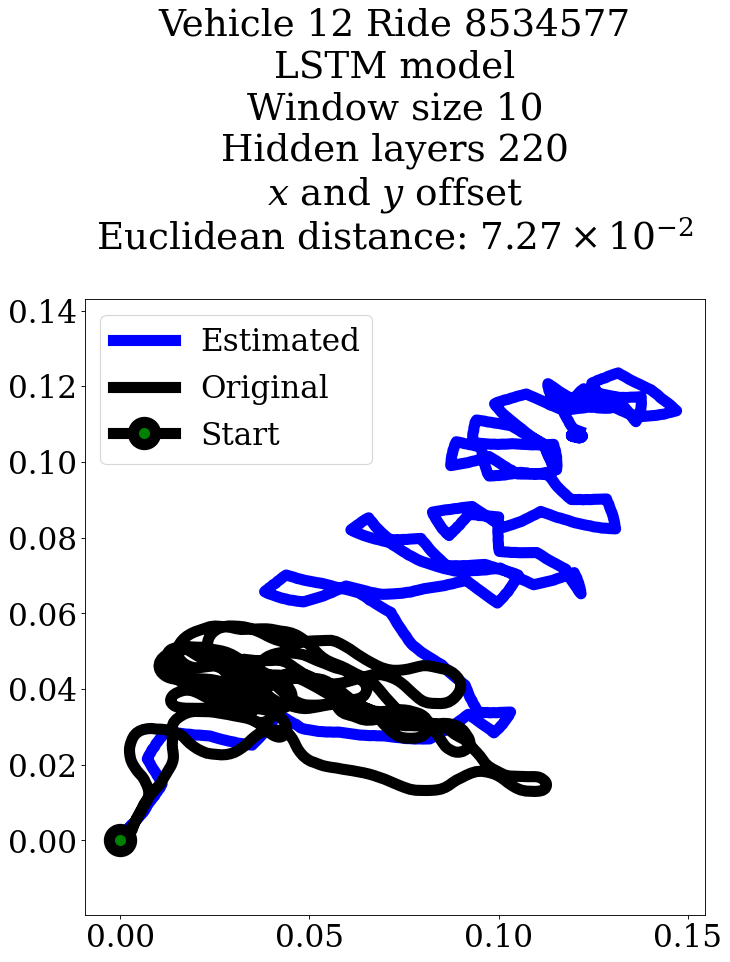 Vehicle 12 Ride 8534577
LSTM model
Window size 10
Hidden layers 220
x and y offset
Euclidean distance: 7.27 × 10⁻²
0.14
0.12
0.10
0.08
0.06
0.04
0.02
0.00
Estimated
Original
Start
0.00 0.05 0.10 0.15